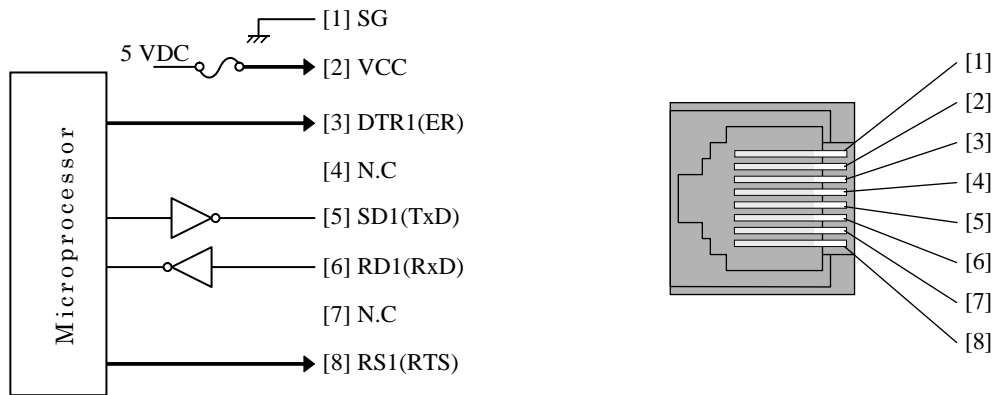 [1] SG
5 VDC
[2] VCC
[3] DTR1(ER)
[4] N.C
[5] SD1(TxD)
[6] RD1(RxD)
[7] N.C
[8] RS1(RTS)
Microprocessor
[1]
[2]
[3]
[4]
[5]
[6]
[7]
[8]